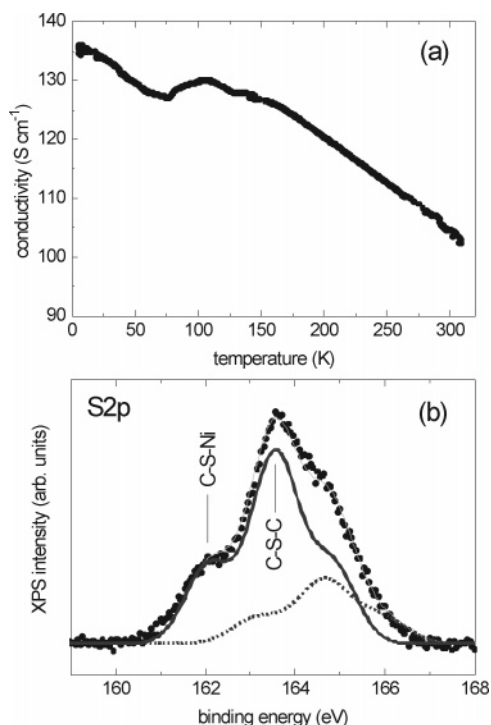 (a)
conductivity (S cm⁻¹)
140
130
120
110
100
90
0 50 100 150 200 250 300
temperature (K)
S2p
(b)
C-S-Ni
C-S-C
XPS intensity (arb. units)
160 162 164 166 168
binding energy (eV)